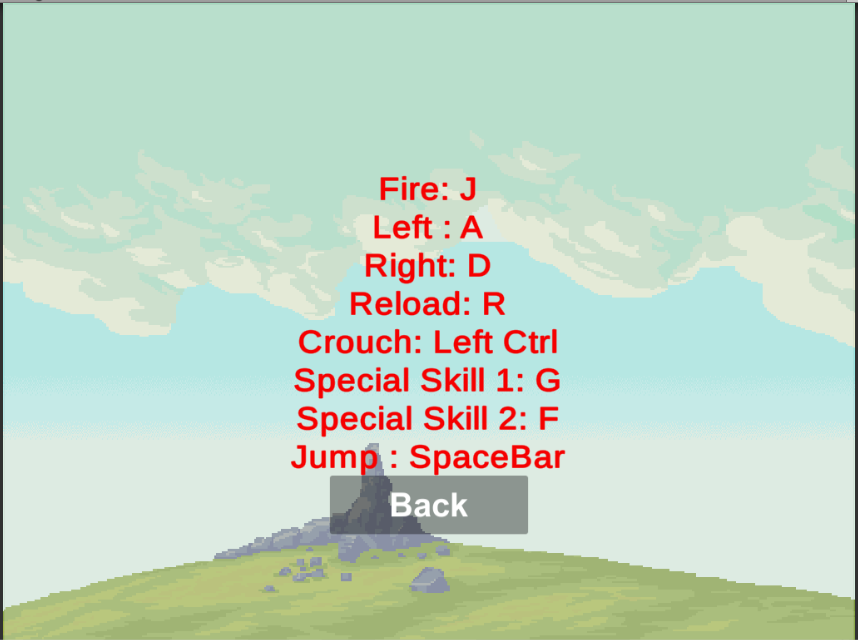 Fire: J
Left : A
Right: D
Reload: R
Crouch: Left Ctrl
Special Skill 1: G
Special Skill 2: F
Jump : SpaceBar
Back